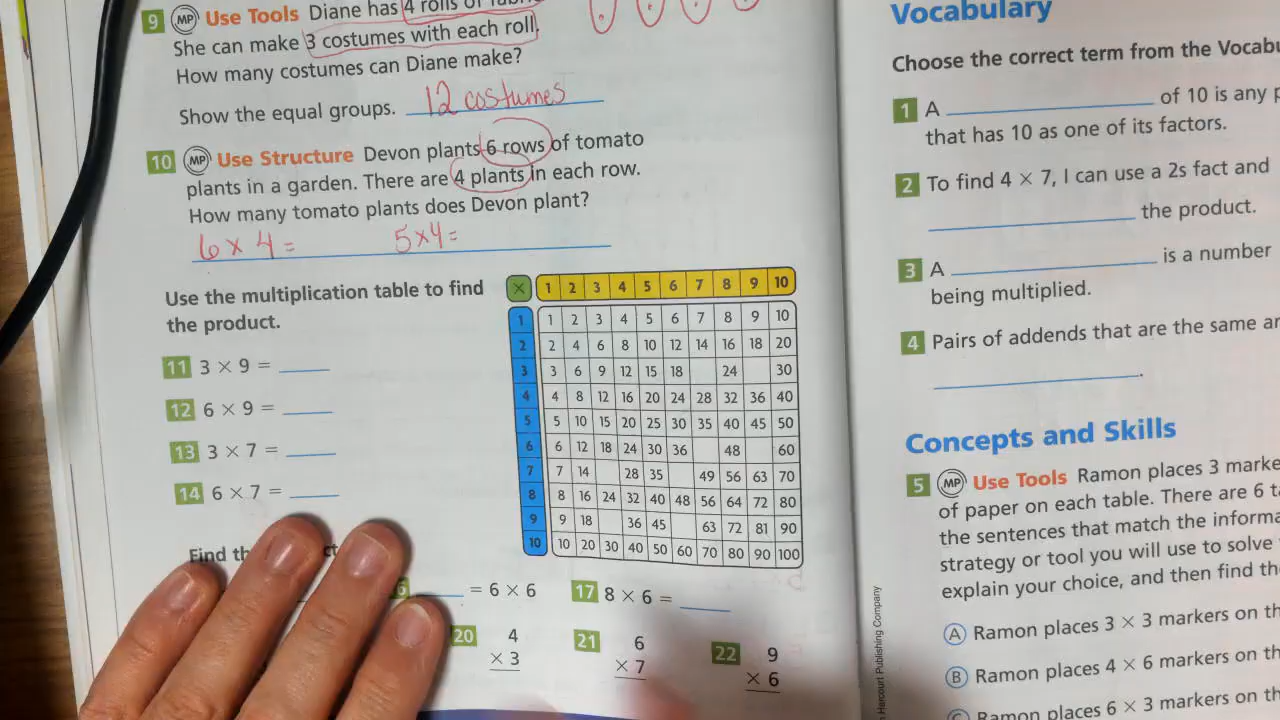 9 MP Use Tools Diane has 4 rolls of
She can make 3 costumes with each roll.
How many costumes can Diane make?
Show the equal groups. 12 costumes
10 MP Use Structure Devon plants 6 rows of tomato
plants in a garden. There are 4 plants in each row.
How many tomato plants does Devon plant?
6 x 4 = 5 x 4 =
Use the multiplication table to find
the product.
11 3 × 9 =
12 6 × 9 =
13 3 × 7 =
14 6 × 7 =
× 1 2 3 4 5 6 7 8 9 10
1 1 2 3 4 5 6 7 8 9 10
2 2 4 6 8 10 12 14 16 18 20
3 3 6 9 12 15 18 24 30
4 4 8 12 16 20 24 28 32 36 40
5 5 10 15 20 25 30 35 40 45 50
6 6 12 18 24 30 36 48 60
7 7 14 28 35 49 56 63 70
8 8 16 24 32 40 48 56 64 72 80
9 9 18 36 45 63 72 81 90
10 10 20 30 40 50 60 70 80 90 100
Find
= 6 × 6
17 8 × 6 =
20 4
× 3
21 6
× 7
22 9
× 6
Vocabulary
Choose the correct term from the
1 A of 10 is any
that has 10 as one of its factors.
2 To find 4 × 7, I can use a 2s fact and
the product.
3 A is a number
being multiplied.
4 Pairs of addends that are the same
.
Concepts and Skills
5 MP Use Tools Ramon places 3
of paper on each table. There are 6
the sentences that match the
strategy or tool you will use to solve
explain your choice, and then find
A Ramon places 3 × 3 markers on
B Ramon places 4 × 6 markers on
C Ramon places 6 × 3 markers on
Harcourt Publishing Company